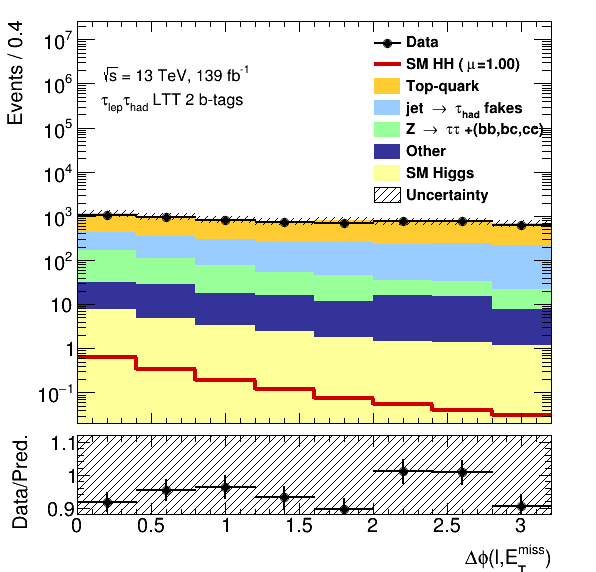 Events / 0.4
10⁷
10⁶
10⁵
10⁴
10³
10²
10
1
10⁻¹
√s = 13 TeV, 139 fb⁻¹
τ_lep τ_had LTT 2 b-tags
Data
SM HH ( μ=1.00)
Top-quark
jet → τ_had fakes
Z → ττ +(bb,bc,cc)
Other
SM Higgs
Uncertainty
Data/Pred.
1.1
1
0.9
0 0.5 1 1.5 2 2.5 3
Δϕ(l,E_T^miss)